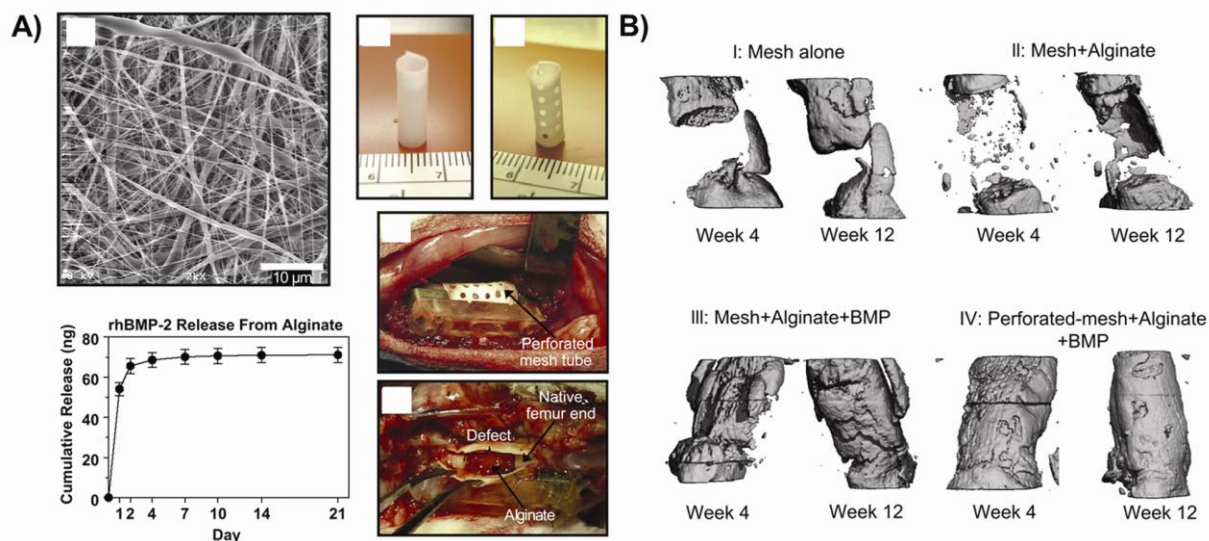 A)
10 µm
2kX
6
7
6
7
Perforated
mesh tube
rhBMP-2 Release From Alginate
Cumulative Release (ng)
80
60
40
20
0
1 2 4 7 10 14 21
Day
Native
femur end
Defect
Alginate
B)
I: Mesh alone
II: Mesh+Alginate
Week 4
Week 12
Week 4
Week 12
III: Mesh+Alginate+BMP
IV: Perforated-mesh+Alginate
+BMP
Week 4
Week 12
Week 4
Week 12